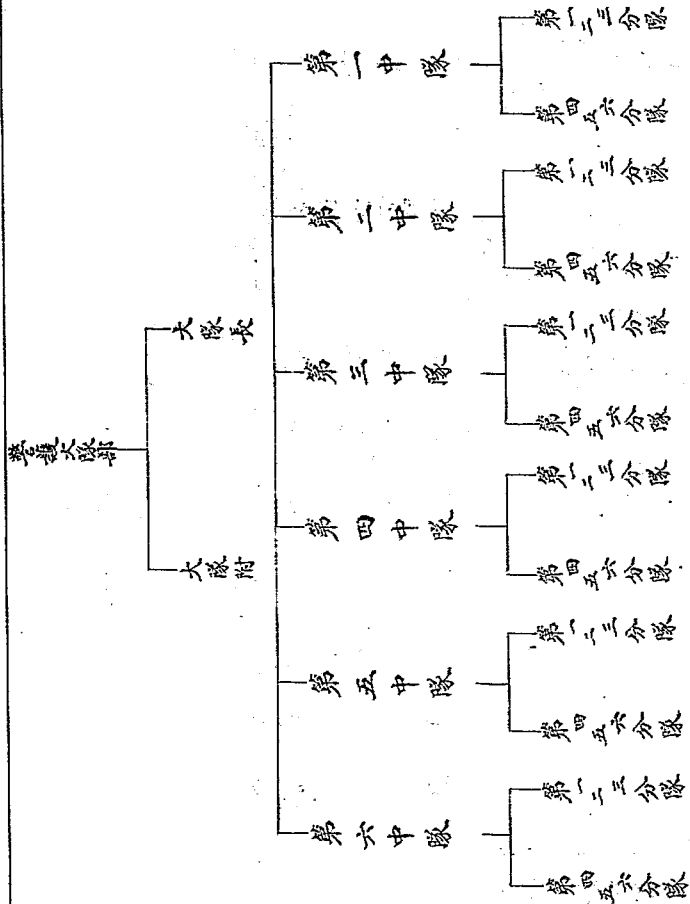 警護大隊部
大隊長
大隊附
第一中隊
第一二三分隊
第四五六分隊
第二中隊
第一二三分隊
第四五六分隊
第三中隊
第一二三分隊
第四五六分隊
第四中隊
第一二三分隊
第四五六分隊
第五中隊
第一二三分隊
第四五六分隊
第六中隊
第一二三分隊
第四五六分隊